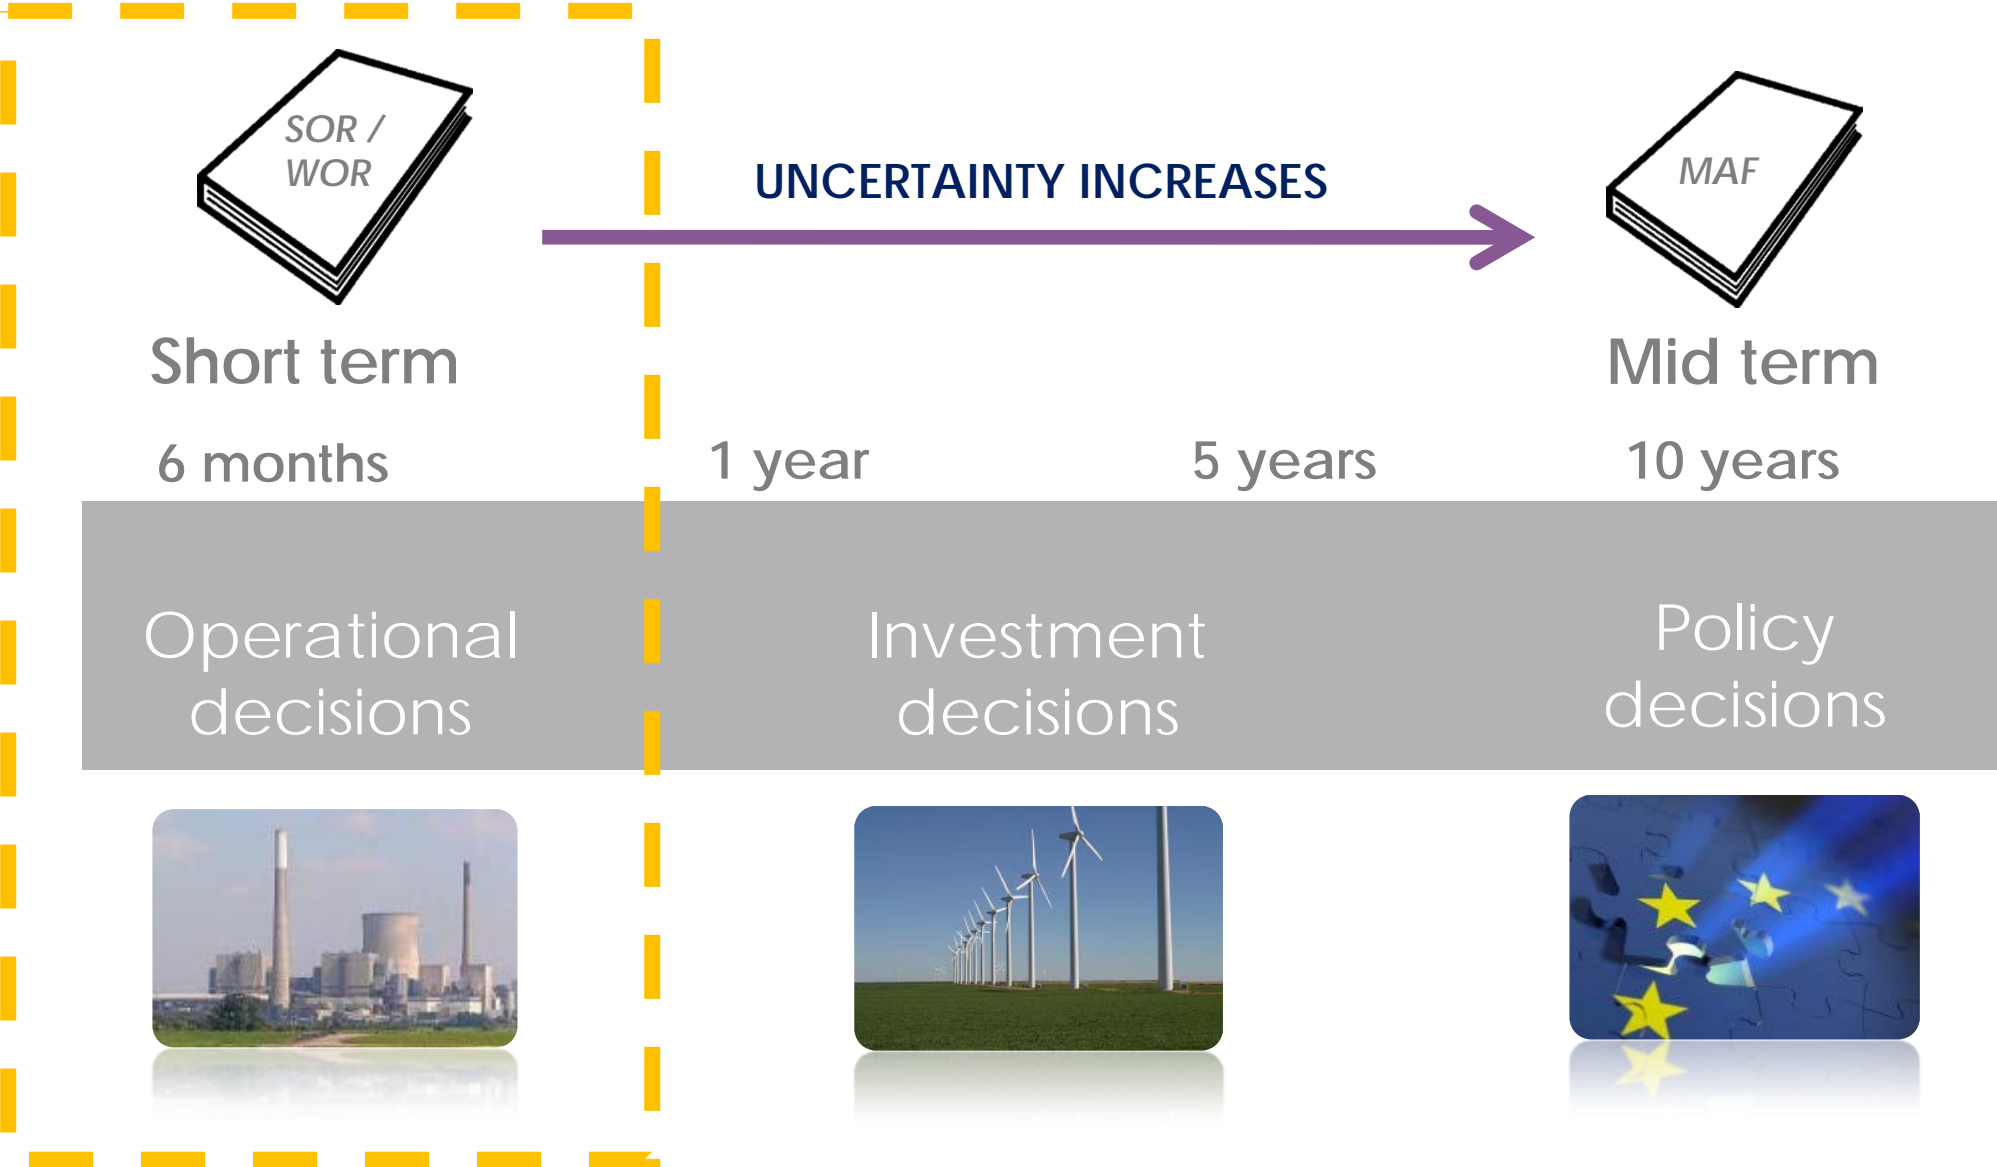 SOR /
WOR
UNCERTAINTY INCREASES
MAF
Short term
Mid term
6 months
1 year
5 years
10 years
Operational
decisions
Investment
decisions
Policy
decisions